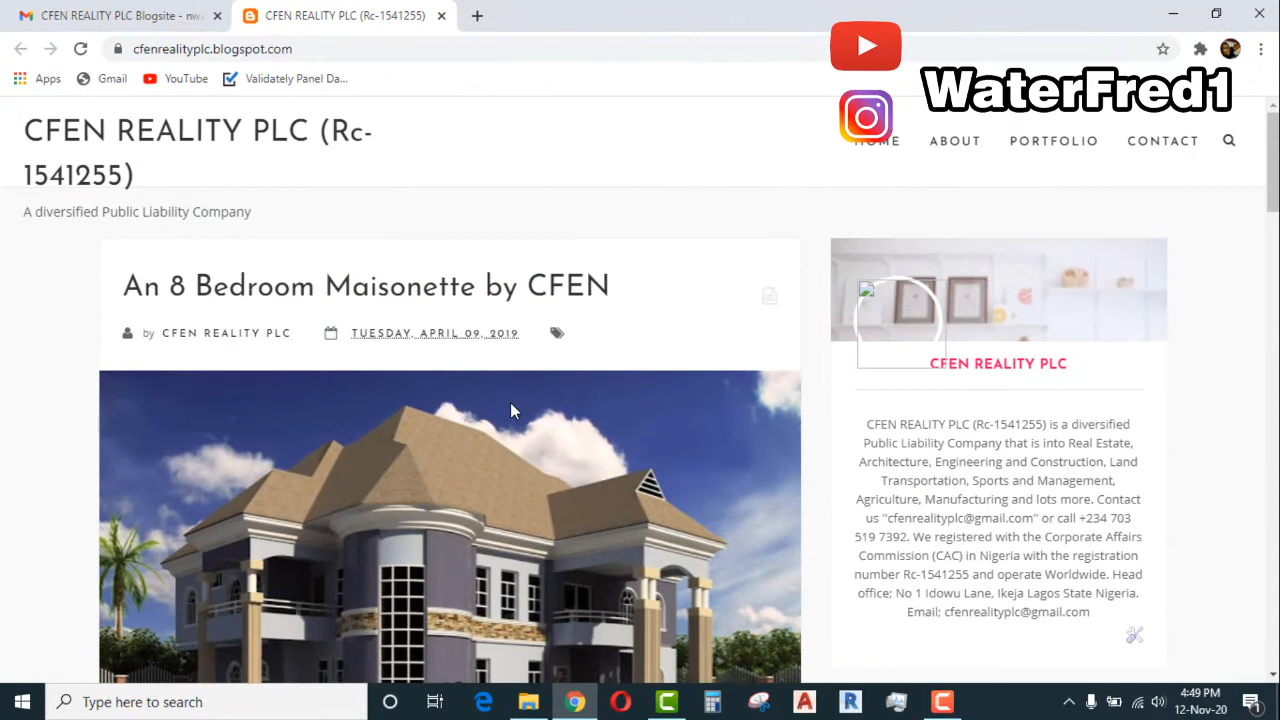 CFEN REALITY PLC Blogsite - nw
CFEN REALITY PLC (Rc-1541255)
cfenrealityplc.blogspot.com
Apps
Gmail
YouTube
Validately Panel Da...
WaterFred1
CFEN REALITY PLC (Rc-
1541255)
HOME ABOUT PORTFOLIO CONTACT
A diversified Public Liability Company
An 8 Bedroom Maisonette by CFEN
by CFEN REALITY PLC TUESDAY, APRIL 09, 2019
CFEN REALITY PLC
CFEN REALITY PLC (Rc-1541255) is a diversified
Public Liability Company that is into Real Estate,
Architecture, Engineering and Construction, Land
Transportation, Sports and Management,
Agriculture, Manufacturing and lots more. Contact
us "cfenrealityplc@gmail.com" or call +234 703
519 7392. We registered with the Corporate Affairs
Commission (CAC) in Nigeria with the registration
number Rc-1541255 and operate Worldwide. Head
office; No 1 Idowu Lane, Ikeja Lagos State Nigeria.
Email; cfenrealityplc@gmail.com
Type here to search
4:49 PM
12-Nov-20